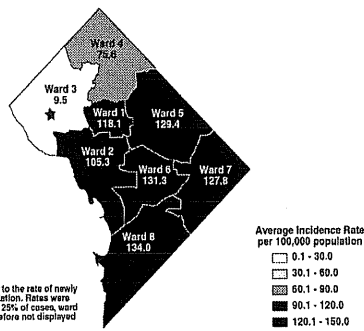 Ward 4
75.6
Ward 3
9.5
Ward 1
118.1
Ward 5
129.4
Ward 2
105.3
Ward 6
131.3
Ward 7
127.8
Ward 8
134.0
to the rate of newly
ation. Rates were
25% of cases, ward
efore not displayed
Average Incidence Rate
per 100,000 population
0.1 - 30.0
30.1 - 60.0
60.1 - 90.0
90.1 - 120.0
120.1 - 150.0